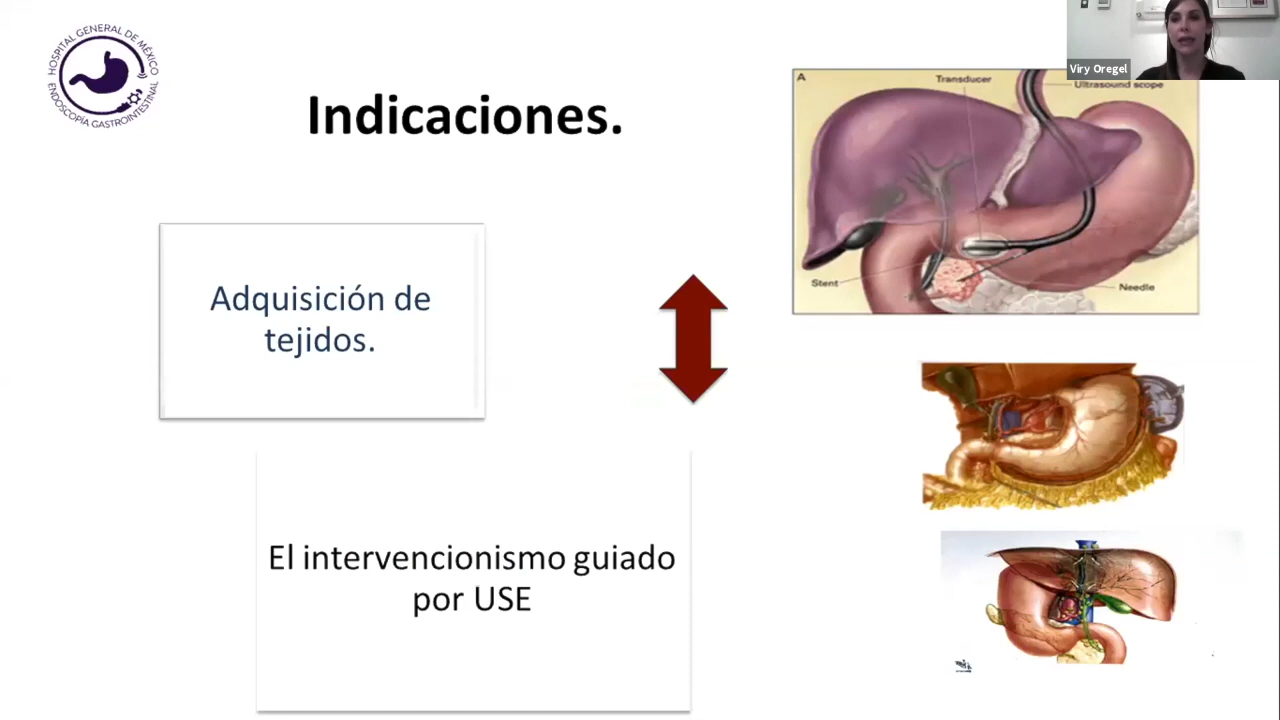 HOSPITAL GENERAL DE MÉXICO
ENDOSCOPÍA GASTROINTESTINAL
Indicaciones.
Viry Oregel
A
Transducer
Ultrasound scope
Stent
Needle
Adquisición de
tejidos.
El intervencionismo guiado
por USE